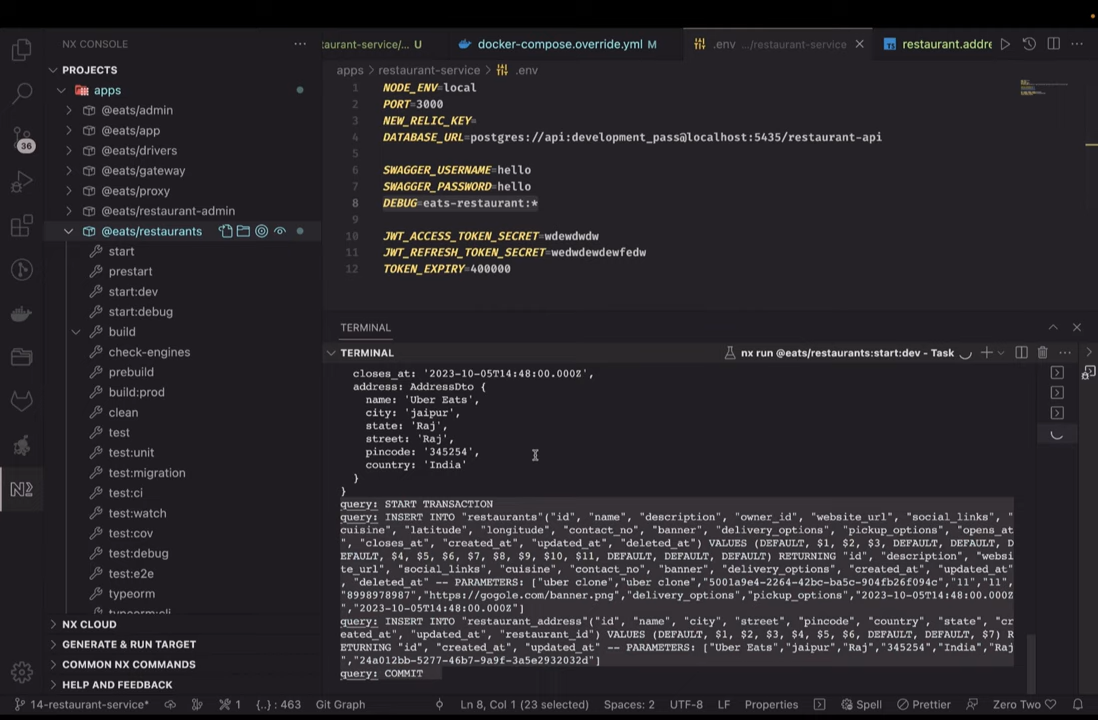 NX CONSOLE
PROJECTS
apps
@eats/admin
@eats/app
@eats/drivers
@eats/gateway
@eats/proxy
@eats/restaurant-admin
@eats/restaurants
start
prestart
start:dev
start:debug
build
check-engines
prebuild
build:prod
clean
test
test:unit
test:migration
test:ci
test:watch
test:cov
test:debug
test:e2e
typeorm
NX CLOUD
GENERATE & RUN TARGET
COMMON NX COMMANDS
HELP AND FEEDBACK
36
taurant-service/... U
docker-compose.override.yml M
.env .../restaurant-service
restaurant.addre
apps > restaurant-service > .env
1 NODE_ENV=local
2 PORT=3000
3 NEW_RELIC_KEY=
4 DATABASE_URL=postgres://api:development_pass@localhost:5435/restaurant-api
5
6 SWAGGER_USERNAME=hello
7 SWAGGER_PASSWORD=hello
8 DEBUG=eats-restaurant:*
9
10 JWT_ACCESS_TOKEN_SECRET=wdewdwdw
11 JWT_REFRESH_TOKEN_SECRET=wedwdewdewfedw
12 TOKEN_EXPIRY=400000
TERMINAL
TERMINAL
nx run @eats/restaurants:start:dev - Task
closes_at: '2023-10-05T14:48:00.000Z',
address: AddressDto {
name: 'Uber Eats',
city: 'jaipur',
state: 'Raj',
street: 'Raj',
pincode: '345254',
country: 'India'
}
}
query: START TRANSACTION
query: INSERT INTO "restaurants"("id", "name", "description", "owner_id", "website_url", "social_links", "
cuisine", "latitude", "longitude", "contact_no", "banner", "delivery_options", "pickup_options", "opens_at
", "closes_at", "created_at", "updated_at", "deleted_at") VALUES (DEFAULT, $1, $2, $3, DEFAULT, DEFAULT, D
EFAULT, $4, $5, $6, $7, $8, $9, $10, $11, DEFAULT, DEFAULT, DEFAULT) RETURNING "id", "description", "websi
te_url", "social_links", "cuisine", "contact_no", "banner", "delivery_options", "created_at", "updated_at"
, "deleted_at" -- PARAMETERS: ["uber clone","uber clone","5001a9e4-2264-42bc-ba5c-904fb26f094c","11","11",
"8998978987","https://gogole.com/banner.png","delivery_options","pickup_options","2023-10-05T14:48:00.000Z
","2023-10-05T14:48:00.000Z"]
query: INSERT INTO "restaurant_address"("id", "name", "city", "street", "pincode", "country", "state", "cr
eated_at", "updated_at", "restaurant_id") VALUES (DEFAULT, $1, $2, $3, $4, $5, $6, DEFAULT, DEFAULT, $7) R
ETURNING "id", "created_at", "updated_at" -- PARAMETERS: ["Uber Eats","jaipur","Raj","345254","India","Raj
","24a012bb-5277-46b7-9a9f-3a5e2932032d"]
query: COMMIT
14-restaurant-service*
1
{..} : 463
Git Graph
Ln 8, Col 1 (23 selected)
Spaces: 2
UTF-8
LF
Properties
Spell
Prettier
Zero Two